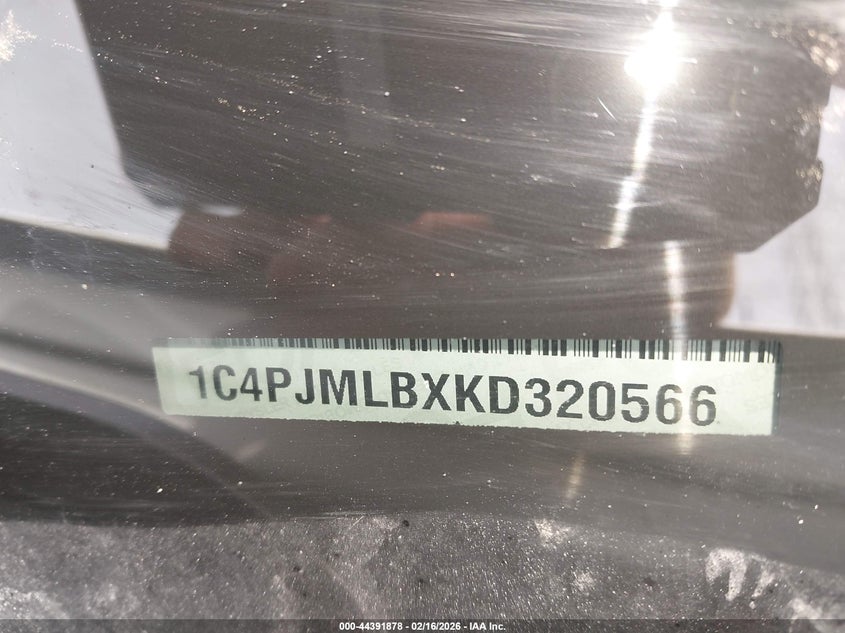 1C4PJMLBXKD320566
000-44391878 - 02/16/2026 - IAA Inc.